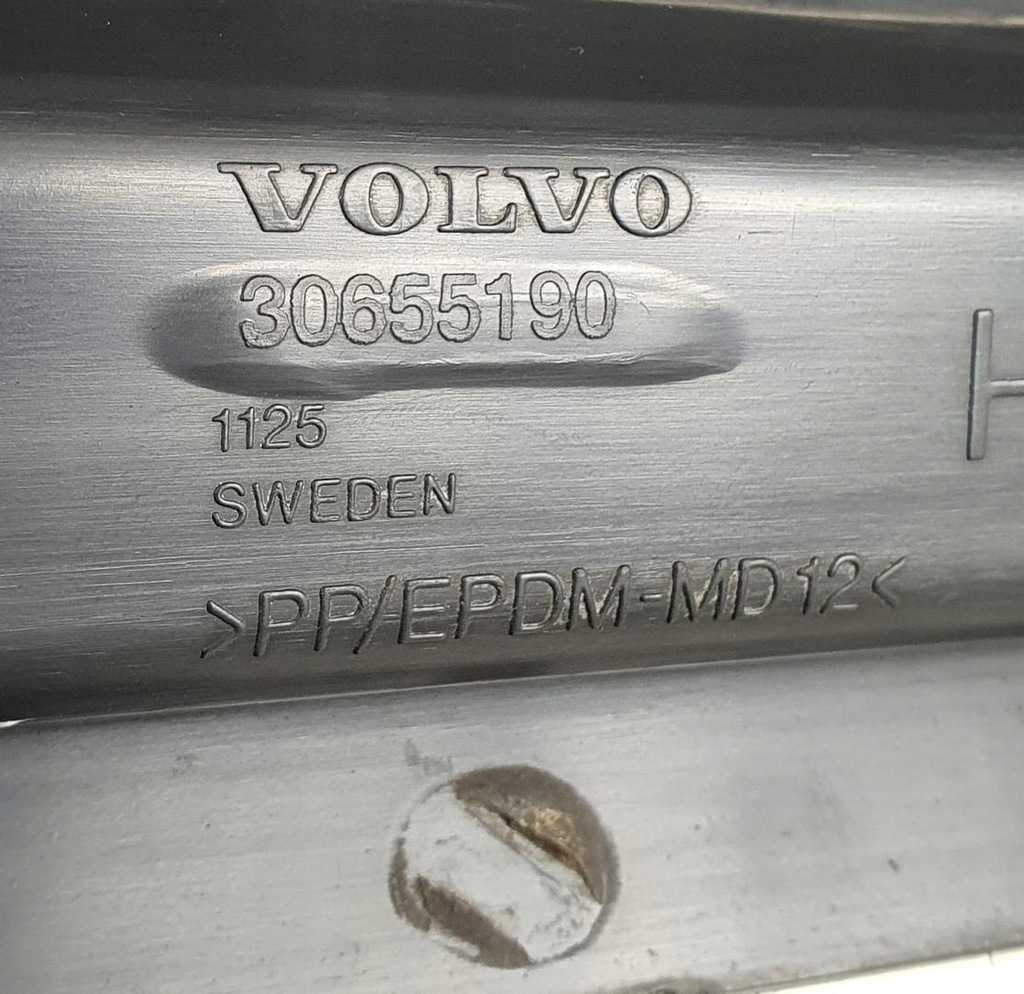 VOLVO
30655190
H
1125
SWEDEN
>PP/EPDM-MD12<